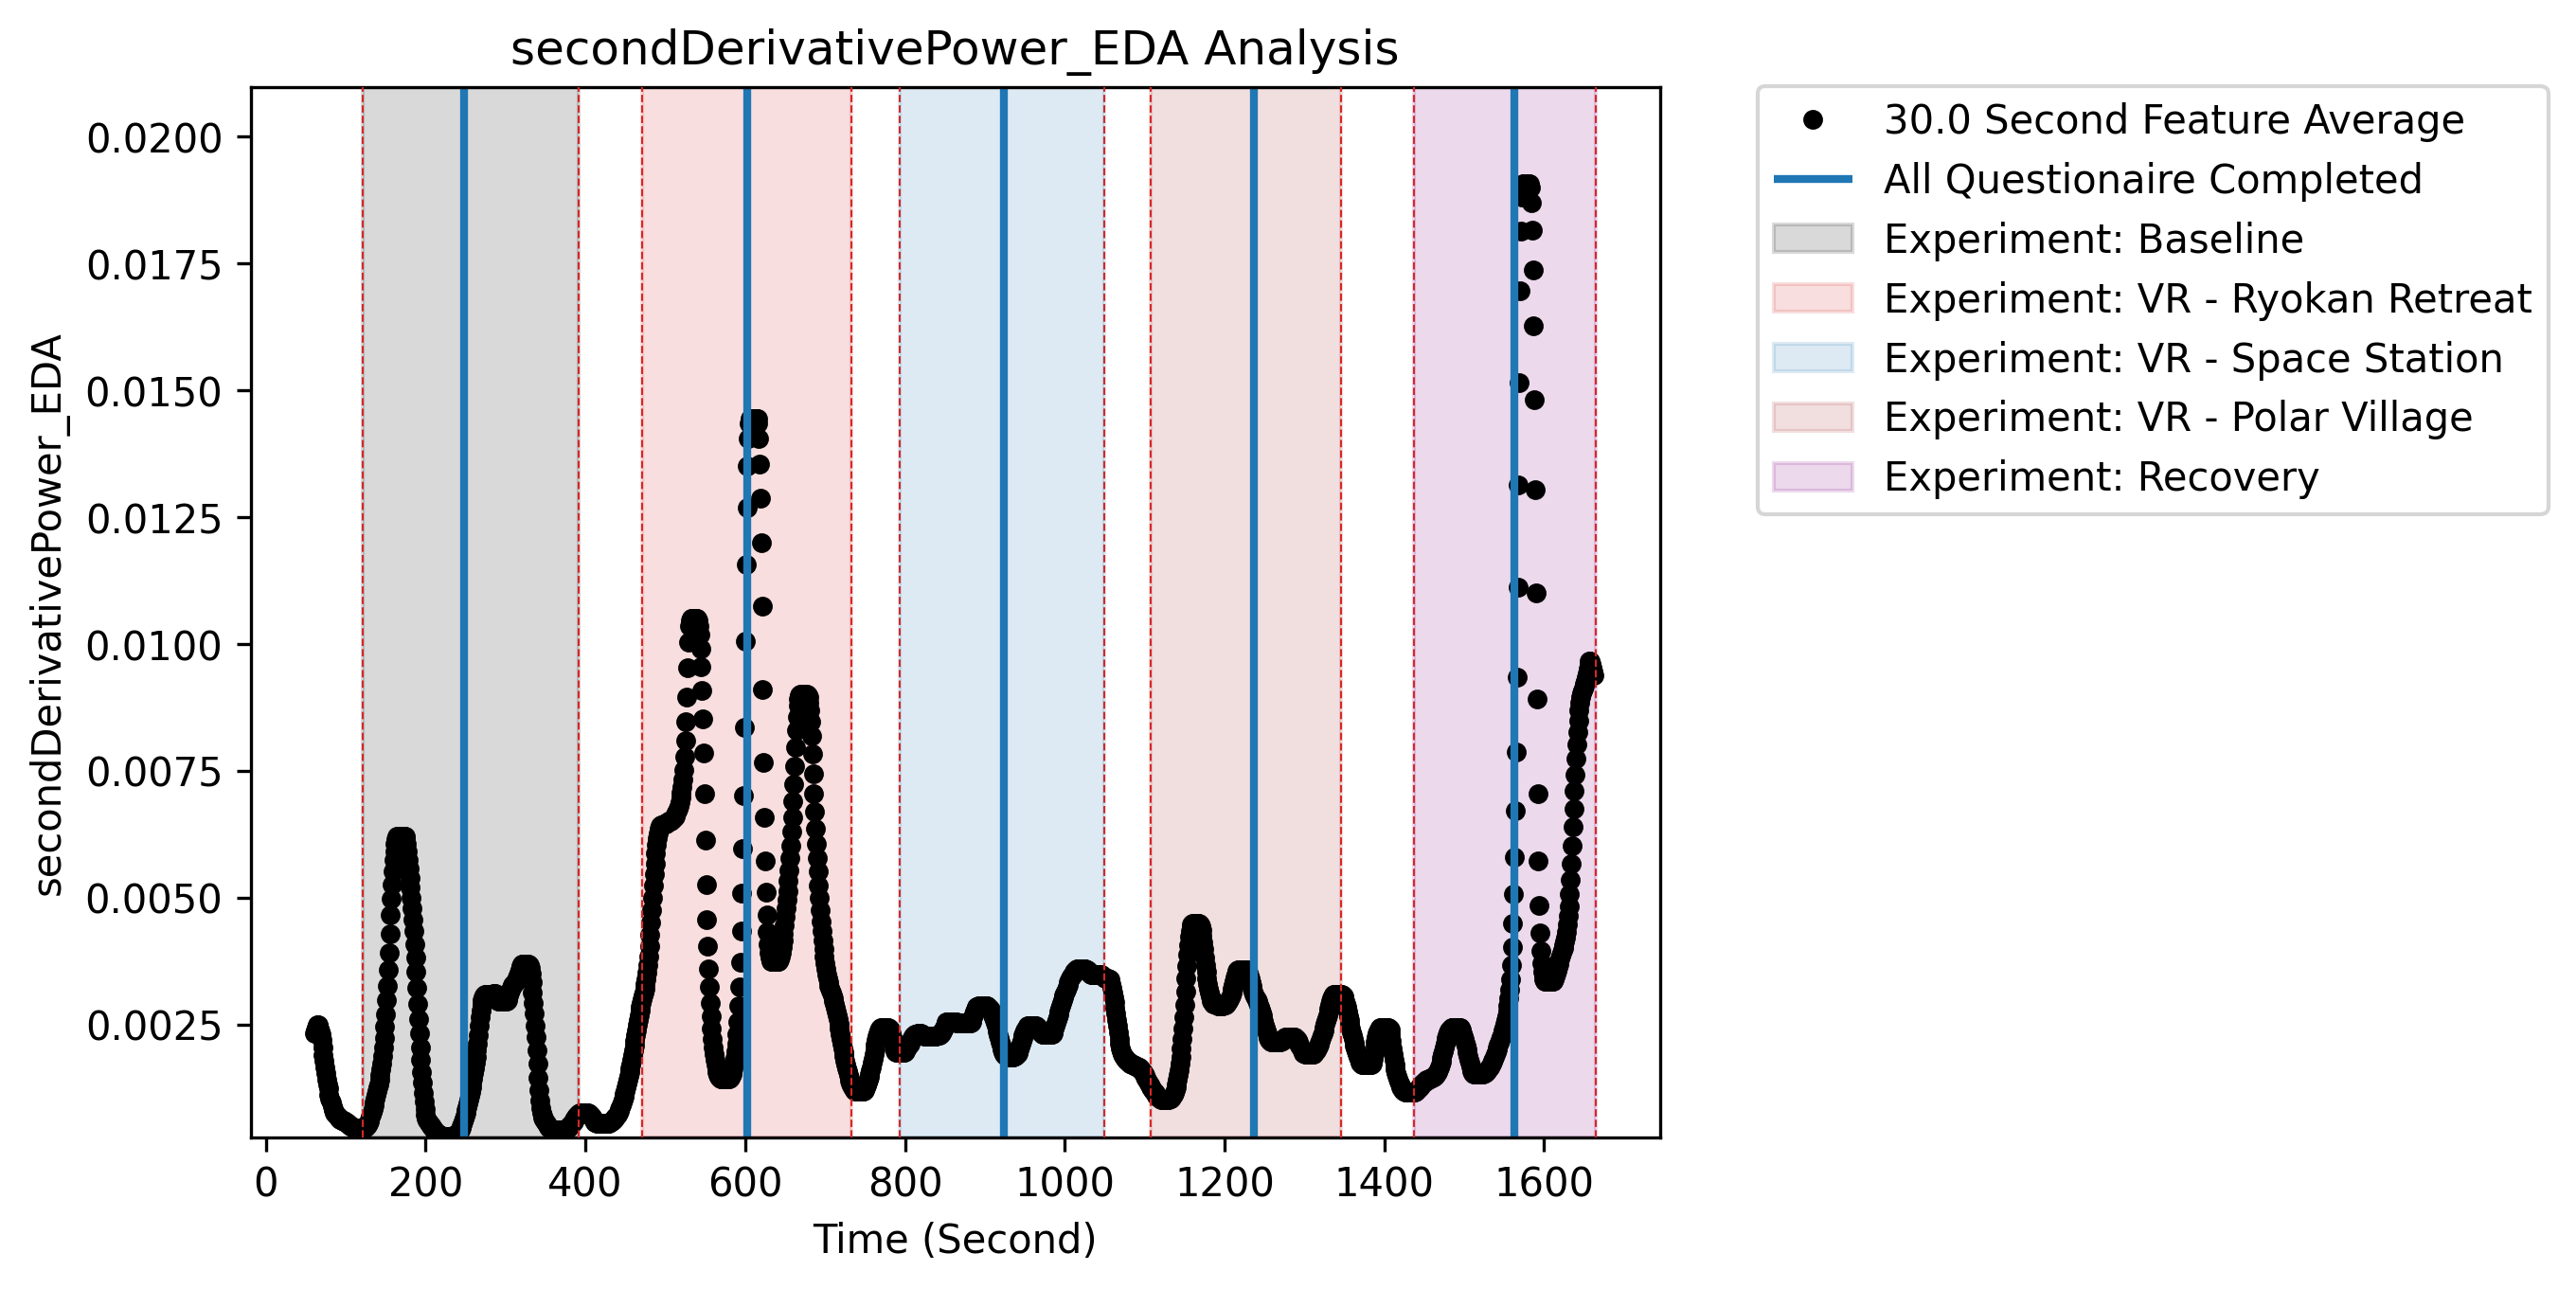 secondDerivativePower_EDA Analysis
secondDerivativePower_EDA
0.0200
0.0175
0.0150
0.0125
0.0100
0.0075
0.0050
0.0025
0 200 400 600 800 1000 1200 1400 1600
Time (Second)
30.0 Second Feature Average
All Questionaire Completed
Experiment: Baseline
Experiment: VR - Ryokan Retreat
Experiment: VR - Space Station
Experiment: VR - Polar Village
Experiment: Recovery